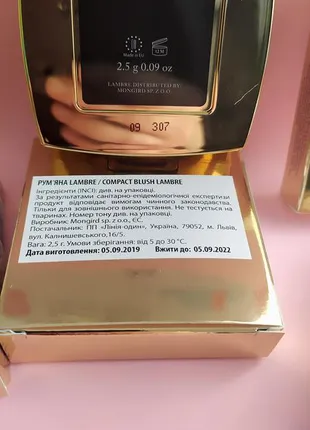 Made in EU
12 M
2.5 g 0.09 oz
LAMBRE DISTRIBUTED BY
MONGIRD SP. Z O.O.
09 307
РУМ'ЯНА LAMBRE / COMPACT BLUSH LAMBRE
Інгредієнти (INCI): див. на упаковці.
За результатами санітарно-епідеміологічної експертизи
продукт відповідає вимогам чинного законодавства.
Тільки для зовнішнього використання. Не тестується на
тваринах. Номер тону див. на упаковці.
Виробник: Mongird sp. z o.o., ЄС.
Постачальник: ПП «Лінія-один», Україна, 79052, м. Львів,
вул. Калнишевського,16/5.
Вага: 2,5 г. Умови зберігання: від 5 до 30 °C.
Дата виготовлення: 05.09.2019 Вжити до: 05.09.2022